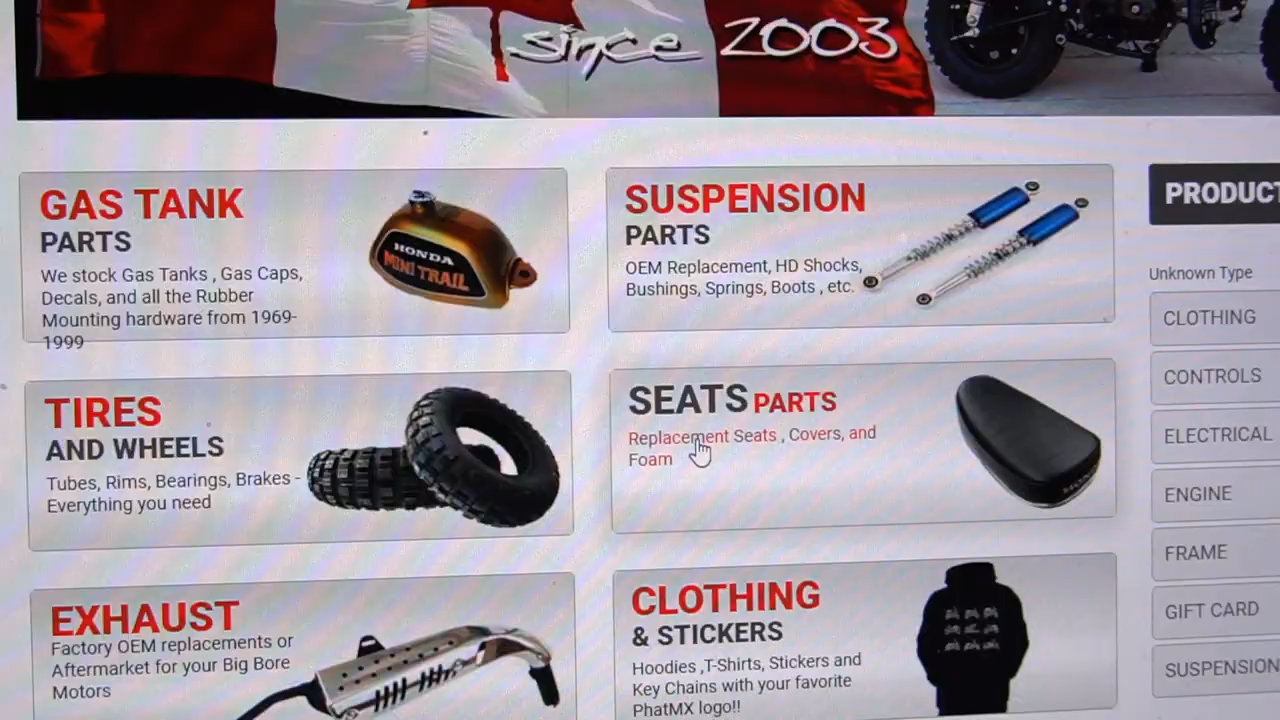 since 2003
GAS TANK
PARTS
We stock Gas Tanks , Gas Caps,
Decals, and all the Rubber
Mounting hardware from 1969-
1999
HONDA
MINI TRAIL
SUSPENSION
PARTS
OEM Replacement, HD Shocks,
Bushings, Springs, Boots , etc.
TIRES
AND WHEELS
Tubes, Rims, Bearings, Brakes -
Everything you need
SEATS PARTS
Replacement Seats , Covers, and
Foam
EXHAUST
Factory OEM replacements or
Aftermarket for your Big Bore
Motors
CLOTHING
& STICKERS
Hoodies ,T-Shirts, Stickers and
Key Chains with your favorite
PhatMX logo!!
PRODUCT
Unknown Type
CLOTHING
CONTROLS
ELECTRICAL
ENGINE
FRAME
GIFT CARD
SUSPENSION